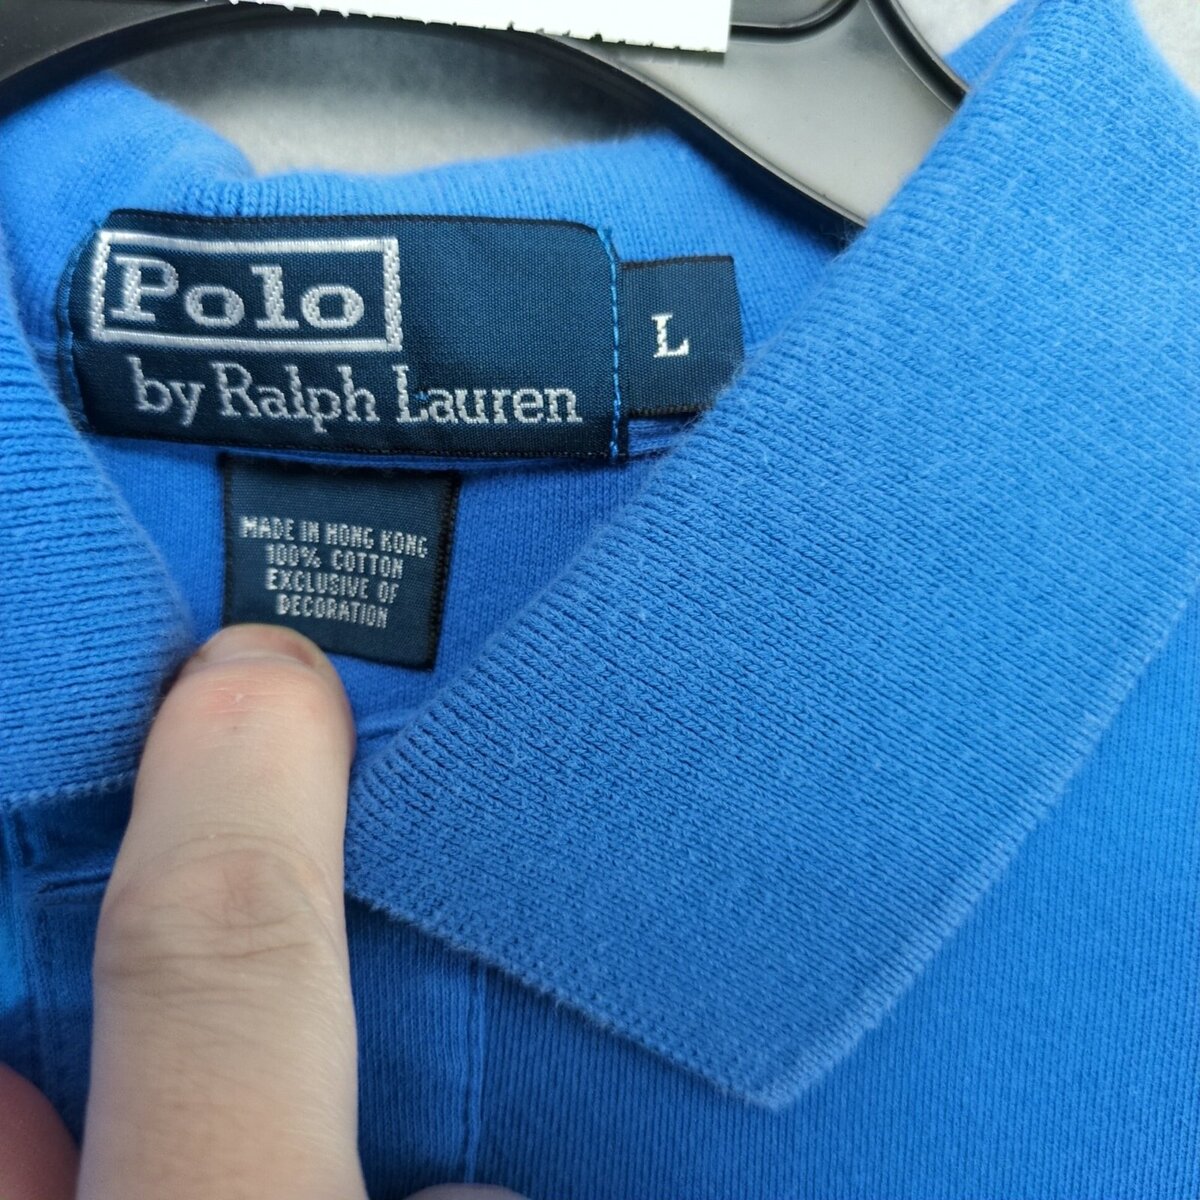 Polo
by Ralph Lauren
L
MADE IN HONG KONG
100% COTTON
EXCLUSIVE OF
DECORATION